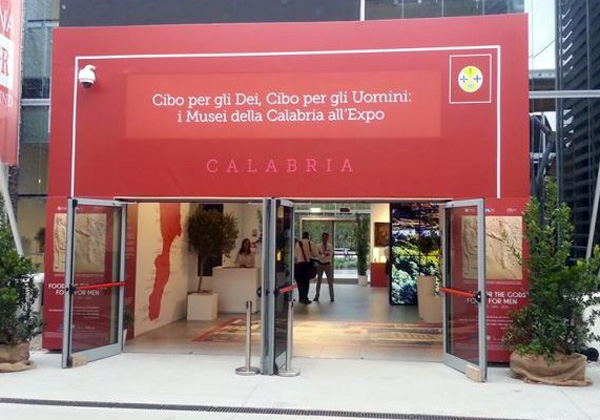 Cibo per gli Dei, Cibo per gli Uomini:
i Musei della Calabria all'Expo
CALABRIA
FOOD
FOR MEN
THE GODS
FOR MEN